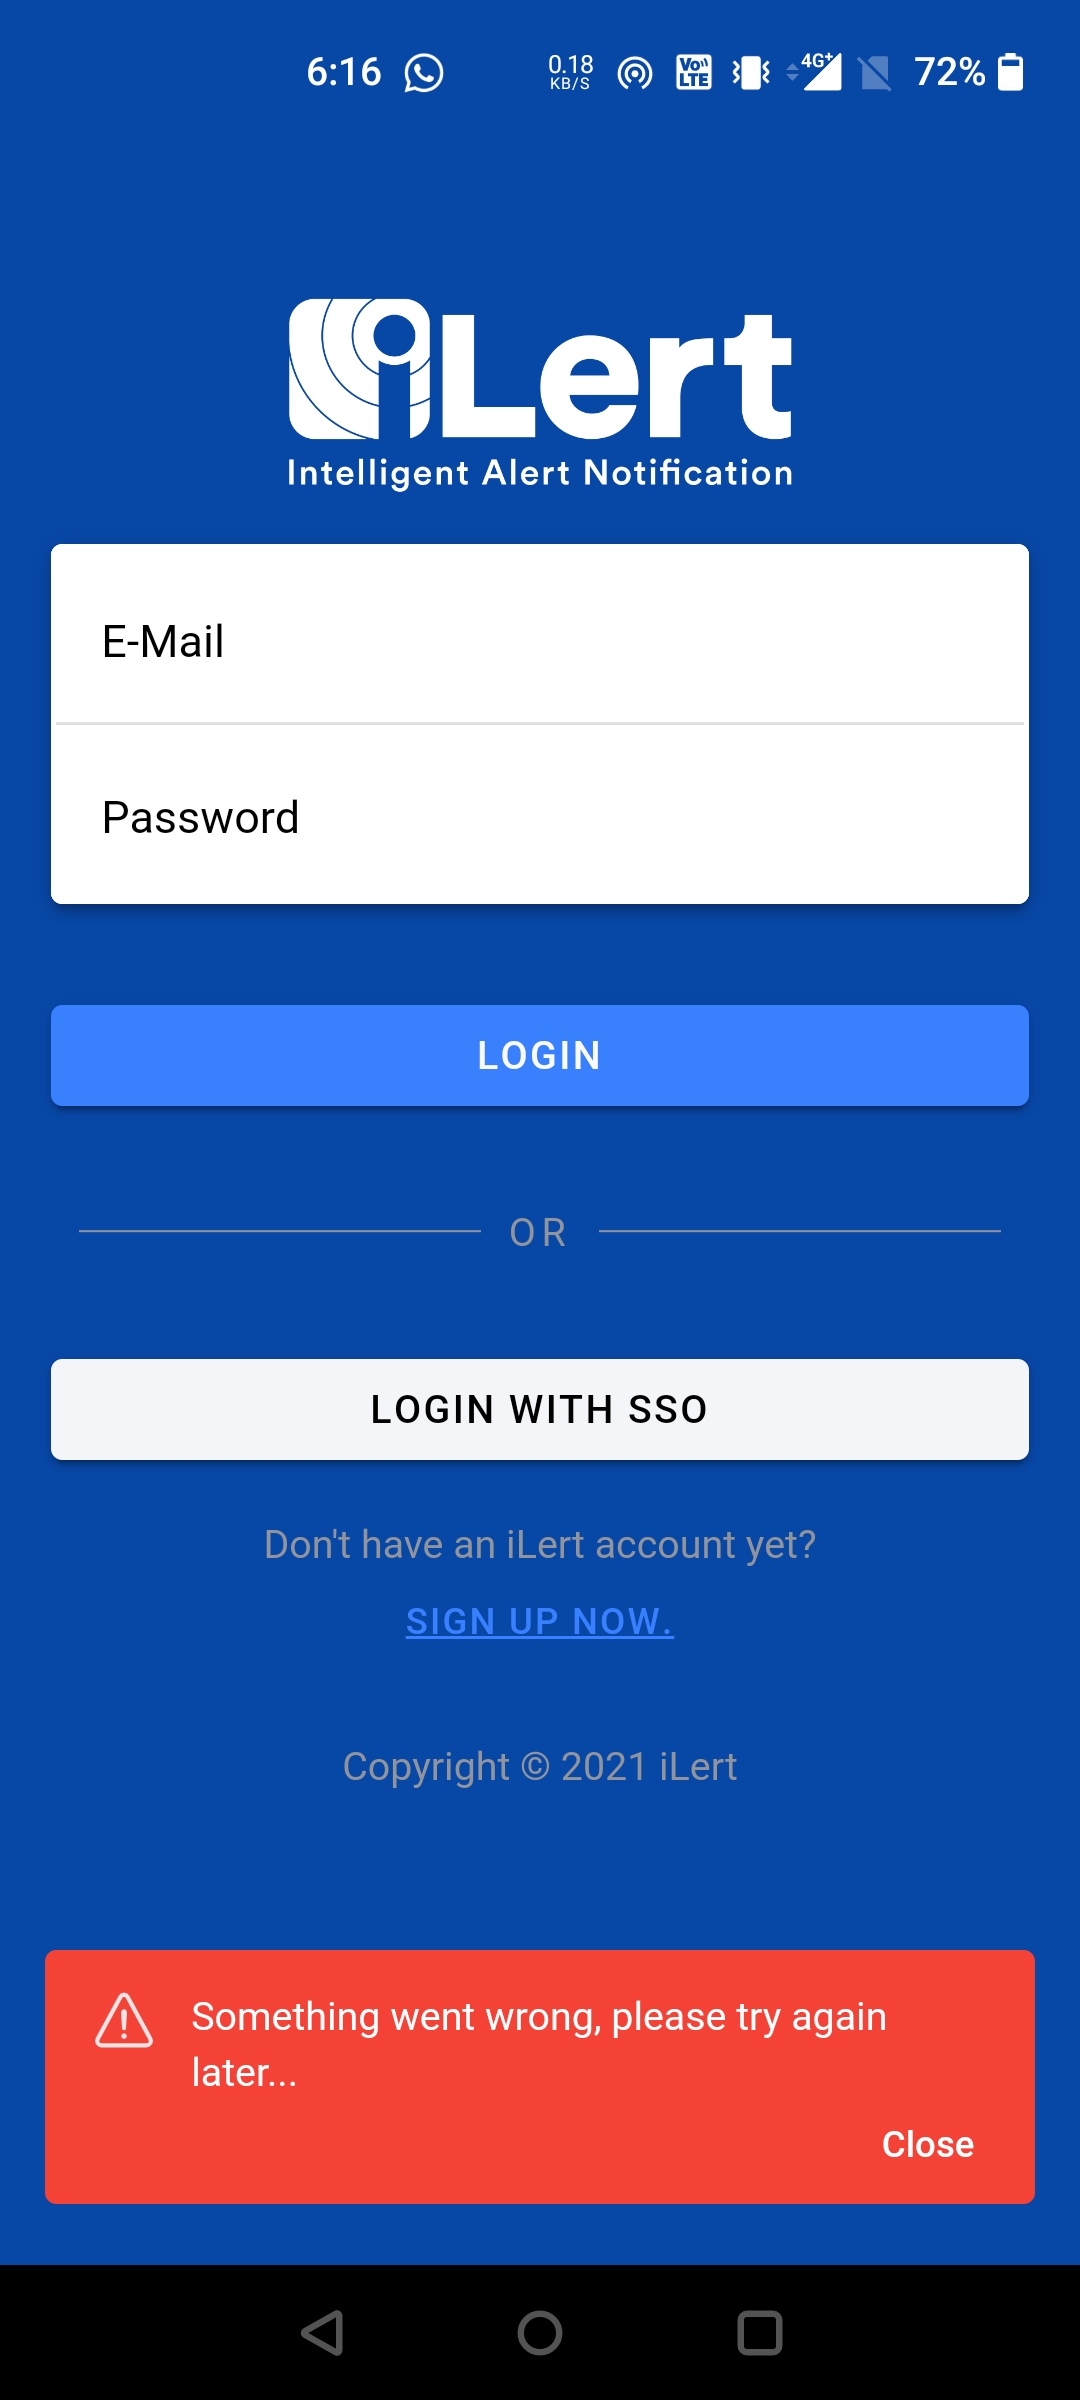 6:16
0.18
KB/S
Vo))
LTE
4G+
72%
iLert
Intelligent Alert Notification
E-Mail
Password
LOGIN
OR
LOGIN WITH SSO
Don't have an iLert account yet?
SIGN UP NOW.
Copyright © 2021 iLert
Something went wrong, please try again
later...
Close